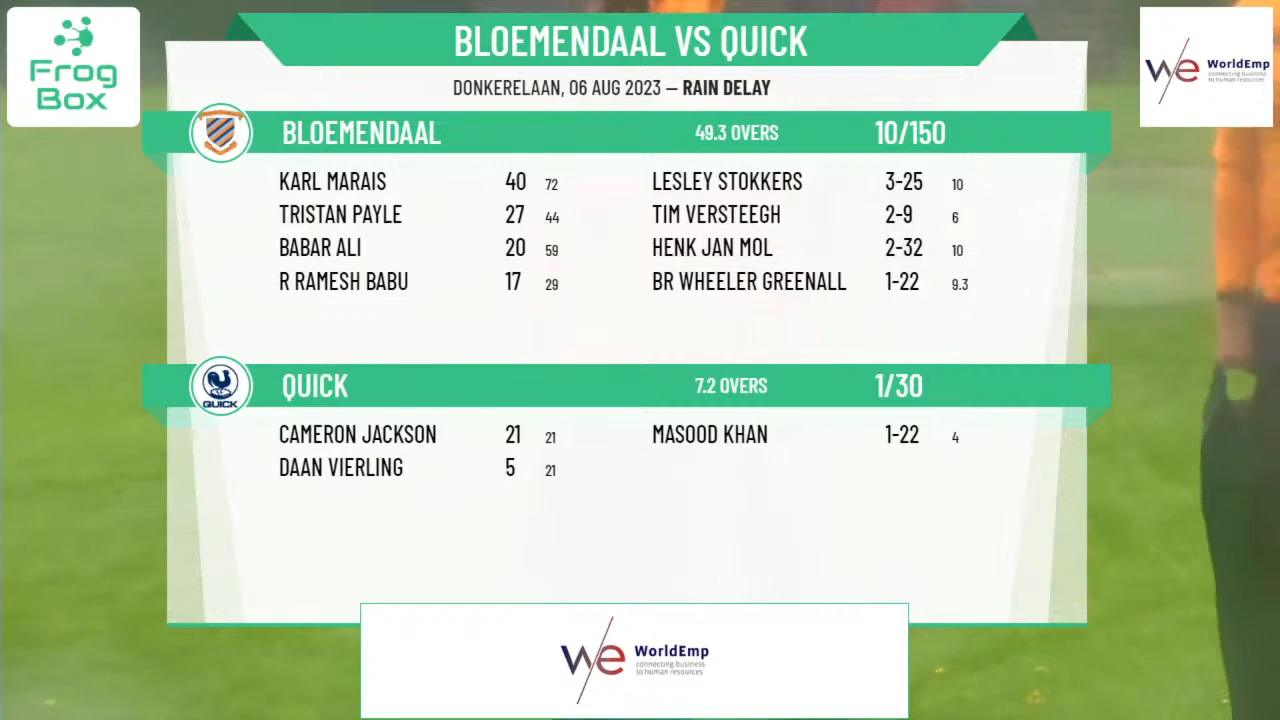 Frog
Box
BLOEMENDAAL VS QUICK
DONKERELAAN, 06 AUG 2023 – RAIN DELAY
we WorldEmp
connecting business
to human resources
BLOEMENDAAL 49.3 OVERS 10/150
KARL MARAIS 40 72 LESLEY STOKKERS 3-25 10
TRISTAN PAYLE 27 44 TIM VERSTEEGH 2-9 6
BABAR ALI 20 59 HENK JAN MOL 2-32 10
R RAMESH BABU 17 29 BR WHEELER GREENALL 1-22 9.3
QUICK
QUICK 7.2 OVERS 1/30
CAMERON JACKSON 21 21 MASOOD KHAN 1-22 4
DAAN VIERLING 5 21
we WorldEmp
connecting business
to human resources